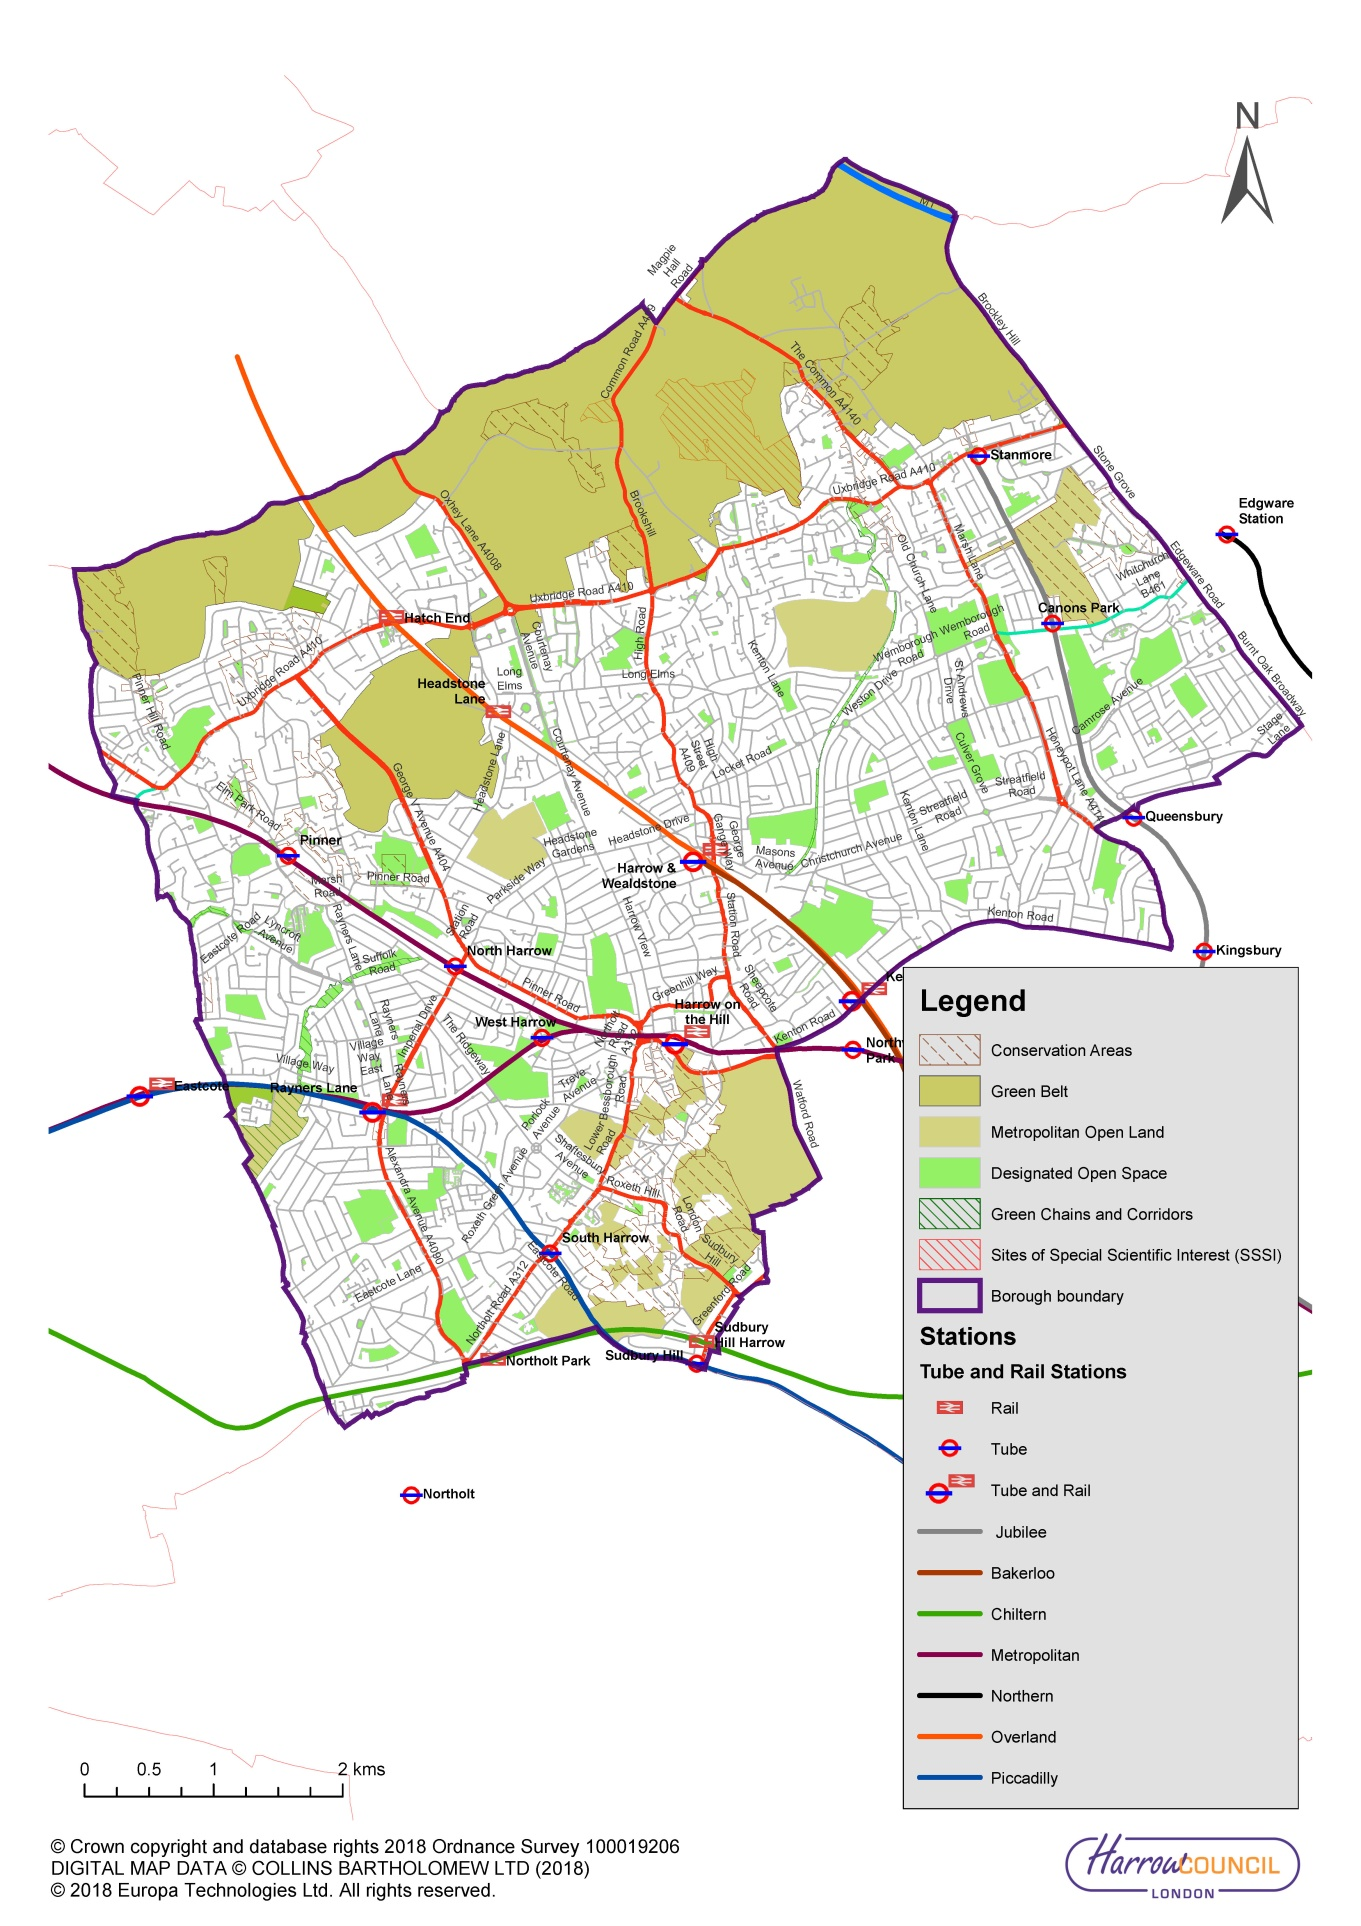 N
M1
Magpie
Hall
Road
Brockley Hill
Common Road A409
The Common A4140
Stanmore
Stone Grove
Uxbridge Road A410
Edgware
Station
Oxhey Lane A4008
Brookshill
Old Church Lane
Marsh Lane
Whitchurch
Lane
B461
Edgeware Road
Uxbridge Road A410
Canons Park
Hatch End
Courtenay
Avenue
High Road
Wemborough
Road
Wemborough
Road
Burnt Oak Broadway
Uxbridge Road A410
Long
Elms
Long Elms
Kenton Lane
Headstone
Lane
Weston Drive
St Andrews
Drive
Camrose Avenue
Pinner Hill Road
Stage
Lane
Courtenay Avenue
High
Street
A409
Locket Road
Culver Grove
Honeypot Lane A4140
Headstone Lane
George V Avenue A404
Streatfield
Road
Streatfield
Road
Elm Park Road
Queensbury
Kenton Lane
Pinner
Headstone
Gardens
Headstone Drive
George
Gange
Way
Masons
Avenue
Christchurch Avenue
Harrow &
Wealdstone
Marsh
Road
Pinner Road
Parkside Way
Rayners Lane
Station
Road
Harrow View
Station Road
Kenton Road
Eastcote Road
Lyncroft
Avenue
North Harrow
Suffolk
Road
Kingsbury
Pinner Road
Greenhill Way
Sheepcote
Road
Ke
Harrow on
the Hill
Rayners
Lane
Imperial Drive
The Ridgeway
West Harrow
Northolt
Road
A312
Kenton Road
North
Park
Village Way
Village
Way
East
Eastcote
Rayners Lane
Rayners
Lane
Treve
Avenue
Bessborough
Road
Watford Road
Porlock
Avenue
Lower
Road
Shaftesbury
Avenue
Alexandra Avenue A4090
Roxeth Green Avenue
Roxeth Hill
London
Road
South Harrow
Sudbury
Hill
Eastcote Road
Eastcote Lane
Northolt Road A312
Greenford Road
Sudbury
Hill Harrow
Northolt Park
Sudbury Hill
Northolt
Legend
Conservation Areas
Green Belt
Metropolitan Open Land
Designated Open Space
Green Chains and Corridors
Sites of Special Scientific Interest (SSSI)
Borough boundary
Stations
Tube and Rail Stations
Rail
Tube
Tube and Rail
Jubilee
Bakerloo
Chiltern
Metropolitan
Northern
Overland
Piccadilly
0 0.5 1 2 kms
© Crown copyright and database rights 2018 Ordnance Survey 100019206
DIGITAL MAP DATA © COLLINS BARTHOLOMEW LTD (2018)
© 2018 Europa Technologies Ltd. All rights reserved.
HarrowCOUNCIL
LONDON